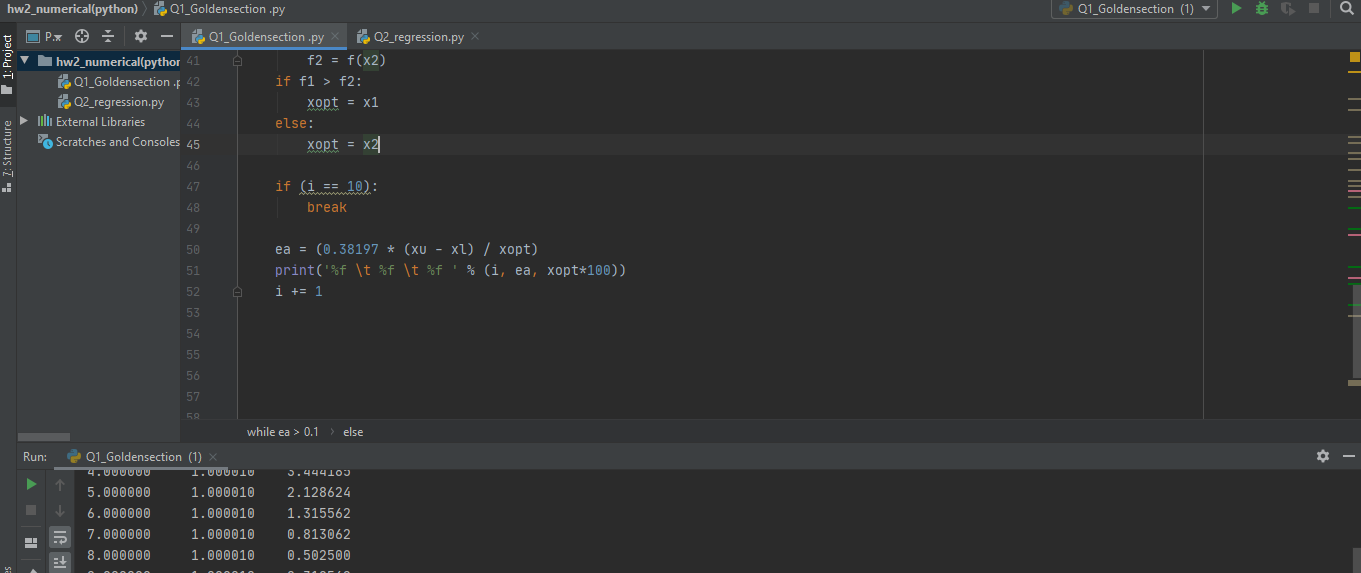 hw2_numerical(python) Q1_Goldensection .py
Q1_Goldensection (1)
P..
Q1_Goldensection .py
Q2_regression.py
1: Project
7: Structure
hw2_numerical(python
Q1_Goldensection .p
Q2_regression.py
External Libraries
Scratches and Consoles
41 f2 = f(x2)
42 if f1 > f2:
43 xopt = x1
44 else:
45 xopt = x2
46
47 if (i == 10):
48 break
49
50 ea = (0.38197 * (xu - xl) / xopt)
51 print('%f \t %f \t %f ' % (i, ea, xopt*100))
52 i += 1
53
54
55
56
57
58
while ea > 0.1 else
Run: Q1_Goldensection (1)
4.000000 1.000010 3.444185
5.000000 1.000010 2.128624
6.000000 1.000010 1.315562
7.000000 1.000010 0.813062
8.000000 1.000010 0.502500